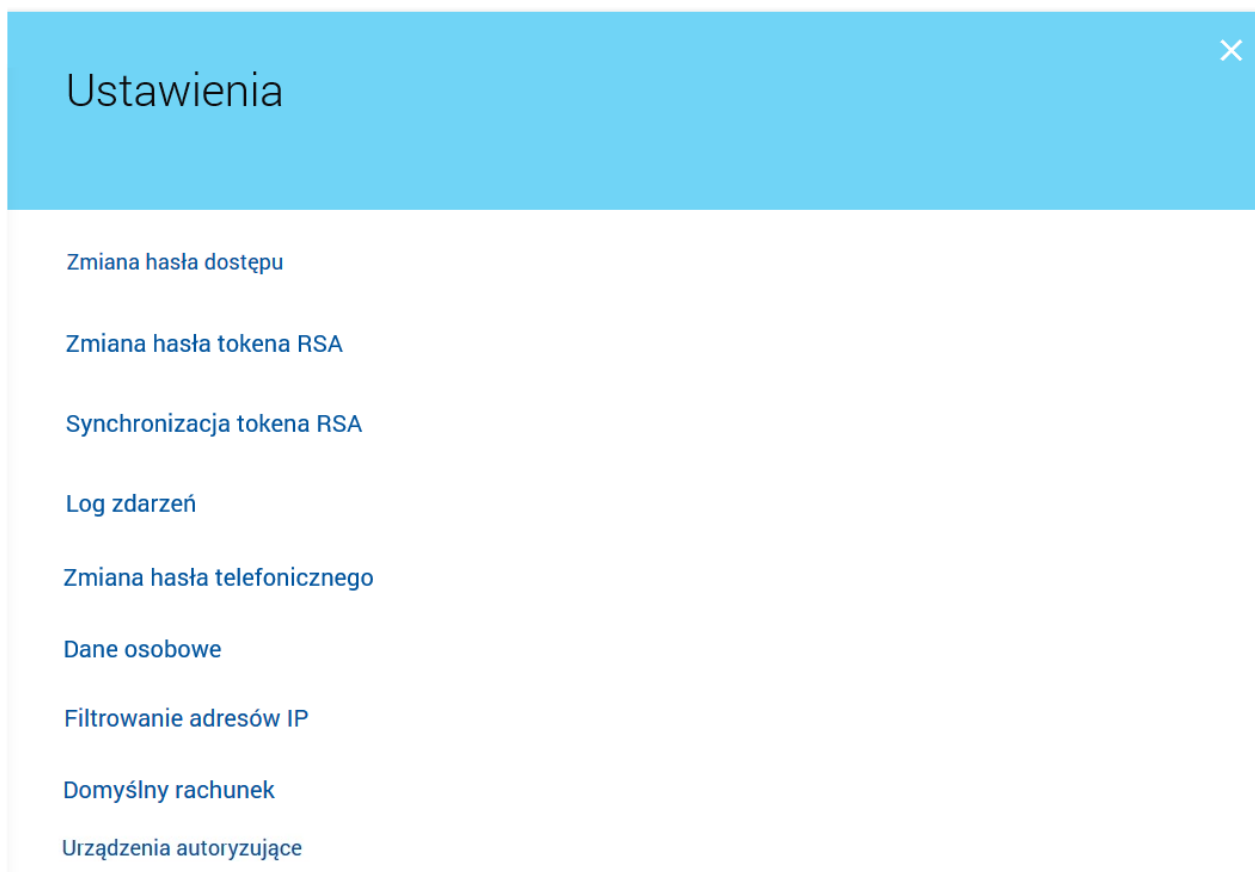 Ustawienia
Zmiana hasła dostępu
Zmiana hasła tokena RSA
Synchronizacja tokena RSA
Log zdarzeń
Zmiana hasła telefonicznego
Dane osobowe
Filtrowanie adresów IP
Domyślny rachunek
Urządzenia autoryzujące